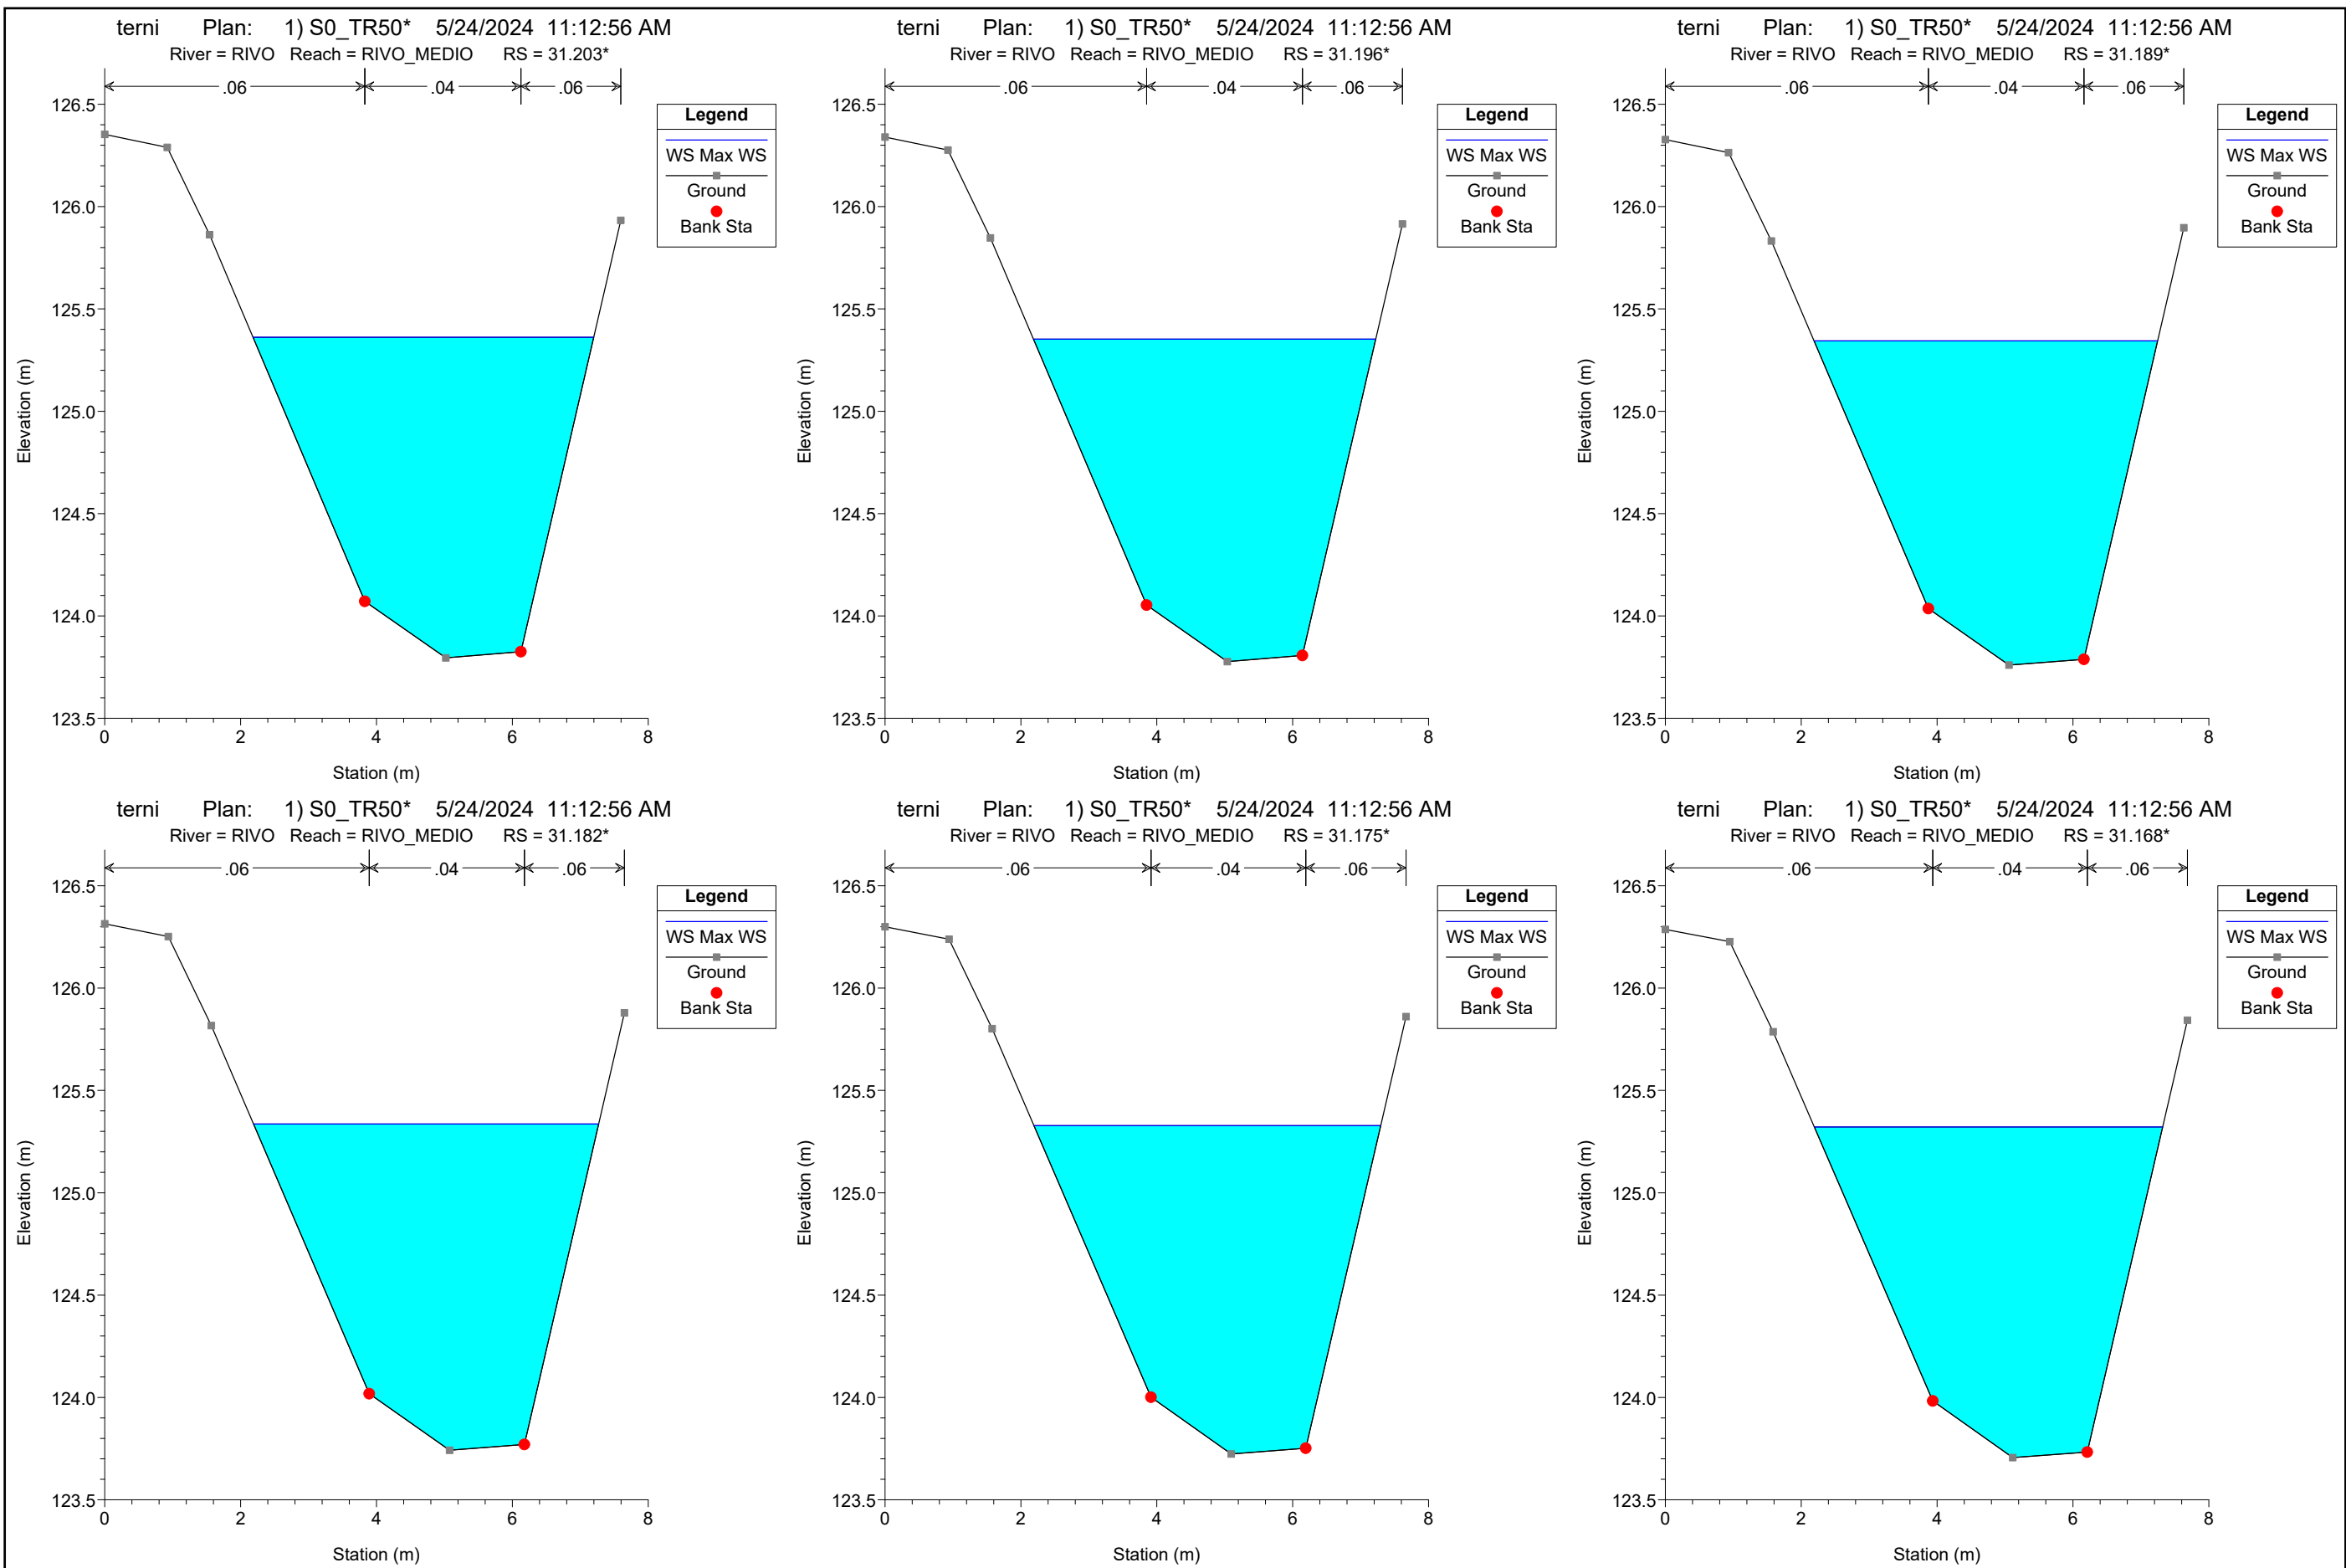 terni Plan: 1) S0_TR50* 5/24/2024 11:12:56 AM
River = RIVO Reach = RIVO_MEDIO RS = 31.203*
.06 .04 .06
126.5
126.0
125.5
125.0
124.5
124.0
123.5
0 2 4 6 8
Station (m)
Elevation (m)
Legend
WS Max WS
Ground
Bank Sta
terni Plan: 1) S0_TR50* 5/24/2024 11:12:56 AM
River = RIVO Reach = RIVO_MEDIO RS = 31.196*
.06 .04 .06
126.5
126.0
125.5
125.0
124.5
124.0
123.5
0 2 4 6 8
Station (m)
Elevation (m)
Legend
WS Max WS
Ground
Bank Sta
terni Plan: 1) S0_TR50* 5/24/2024 11:12:56 AM
River = RIVO Reach = RIVO_MEDIO RS = 31.189*
.06 .04 .06
126.5
126.0
125.5
125.0
124.5
124.0
123.5
0 2 4 6 8
Station (m)
Elevation (m)
Legend
WS Max WS
Ground
Bank Sta
terni Plan: 1) S0_TR50* 5/24/2024 11:12:56 AM
River = RIVO Reach = RIVO_MEDIO RS = 31.182*
.06 .04 .06
126.5
126.0
125.5
125.0
124.5
124.0
123.5
0 2 4 6 8
Station (m)
Elevation (m)
Legend
WS Max WS
Ground
Bank Sta
terni Plan: 1) S0_TR50* 5/24/2024 11:12:56 AM
River = RIVO Reach = RIVO_MEDIO RS = 31.175*
.06 .04 .06
126.5
126.0
125.5
125.0
124.5
124.0
123.5
0 2 4 6 8
Station (m)
Elevation (m)
Legend
WS Max WS
Ground
Bank Sta
terni Plan: 1) S0_TR50* 5/24/2024 11:12:56 AM
River = RIVO Reach = RIVO_MEDIO RS = 31.168*
.06 .04 .06
126.5
126.0
125.5
125.0
124.5
124.0
123.5
0 2 4 6 8
Station (m)
Elevation (m)
Legend
WS Max WS
Ground
Bank Sta